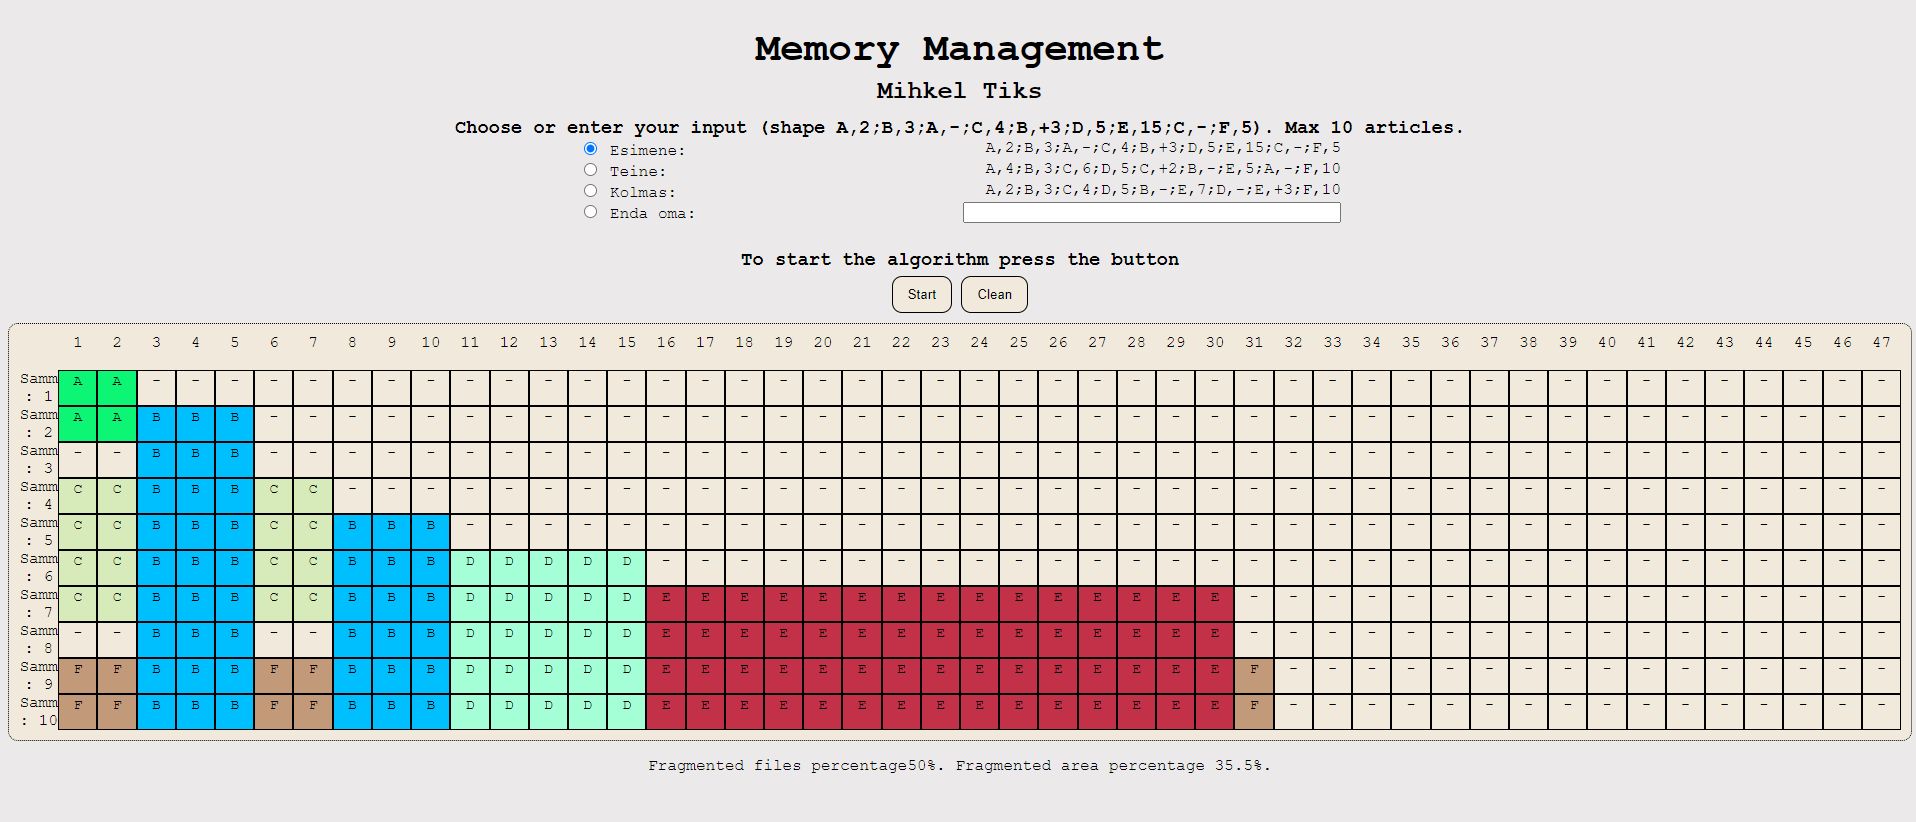 Memory Management
Mihkel Tiks
Choose or enter your input (shape A,2;B,3;A,-;C,4;B,+3;D,5;E,15;C,-;F,5). Max 10 articles.
Esimene: A,2;B,3;A,-;C,4;B,+3;D,5;E,15;C,-;F,5
Teine: A,4;B,3;C,6;D,5;C,+2;B,-;E,5;A,-;F,10
Kolmas: A,2;B,3;C,4;D,5;B,-;E,7;D,-;E,+3;F,10
Enda oma:
To start the algorithm press the button
Start Clean
1 2 3 4 5 6 7 8 9 10 11 12 13 14 15 16 17 18 19 20 21 22 23 24 25 26 27 28 29 30 31 32 33 34 35 36 37 38 39 40 41 42 43 44 45 46 47
Samm : 1 A A - - - - - - - - - - - - - - - - - - - - - - - - - - - - - - - - - - - - - - - - - - - - -
Samm : 2 A A B B B - - - - - - - - - - - - - - - - - - - - - - - - - - - - - - - - - - - - - - - - - -
Samm : 3 - - B B B - - - - - - - - - - - - - - - - - - - - - - - - - - - - - - - - - - - - - - - - - -
Samm : 4 C C B B B C C - - - - - - - - - - - - - - - - - - - - - - - - - - - - - - - - - - - - - - - -
Samm : 5 C C B B B C C B B B - - - - - - - - - - - - - - - - - - - - - - - - - - - - - - - - - - - - -
Samm : 6 C C B B B C C B B B D D D D D - - - - - - - - - - - - - - - - - - - - - - - - - - - - - - - -
Samm : 7 C C B B B C C B B B D D D D D E E E E E E E E E E E E E E E - - - - - - - - - - - - - - - - -
Samm : 8 - - B B B - - B B B D D D D D E E E E E E E E E E E E E E E - - - - - - - - - - - - - - - - -
Samm : 9 F F B B B F F B B B D D D D D E E E E E E E E E E E E E E E F - - - - - - - - - - - - - - - -
Samm : 10 F F B B B F F B B B D D D D D E E E E E E E E E E E E E E E F - - - - - - - - - - - - - - - -
Fragmented files percentage50%. Fragmented area percentage 35.5%.